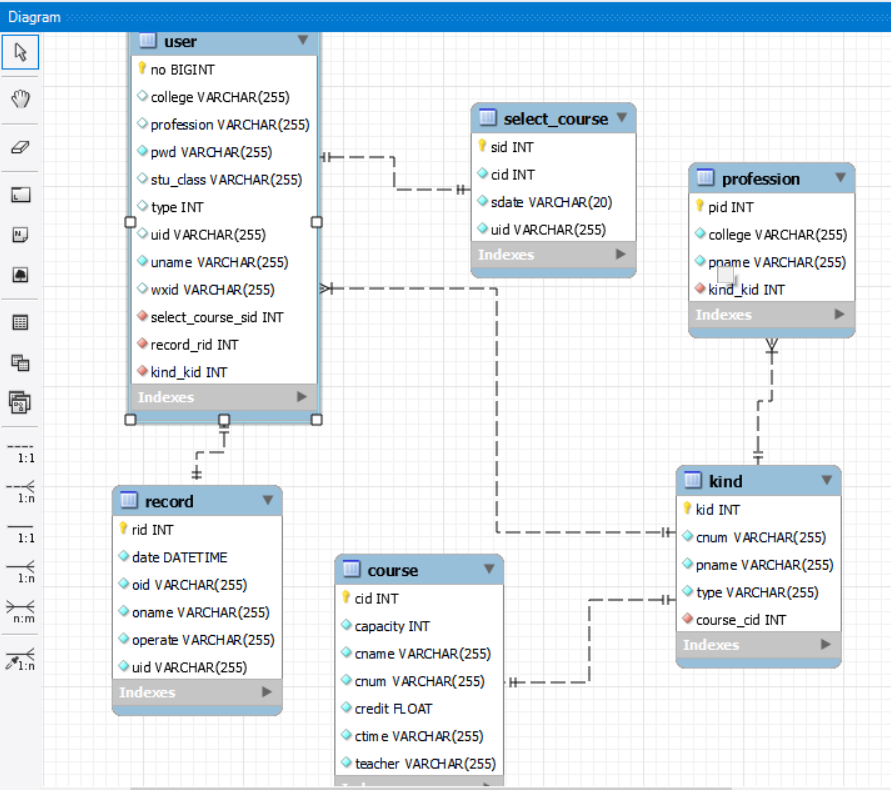 Diagram
user
no BIGINT
college VARCHAR(255)
profession VARCHAR(255)
pwd VARCHAR(255)
stu_class VARCHAR(255)
type INT
uid VARCHAR(255)
uname VARCHAR(255)
wxid VARCHAR(255)
select_course_sid INT
record_rid INT
kind_kid INT
Indexes
select_course
sid INT
cid INT
sdate VARCHAR(20)
uid VARCHAR(255)
Indexes
profession
pid INT
college VARCHAR(255)
pname VARCHAR(255)
kind_kid INT
Indexes
record
rid INT
date DATETIME
oid VARCHAR(255)
oname VARCHAR(255)
operate VARCHAR(255)
uid VARCHAR(255)
Indexes
course
cid INT
capacity INT
cname VARCHAR(255)
cnum VARCHAR(255)
credit FLOAT
ctime VARCHAR(255)
teacher VARCHAR(255)
kind
kid INT
cnum VARCHAR(255)
pname VARCHAR(255)
type VARCHAR(255)
course_cid INT
Indexes
1:1
1:n
1:1
1:n
n:m
1:n